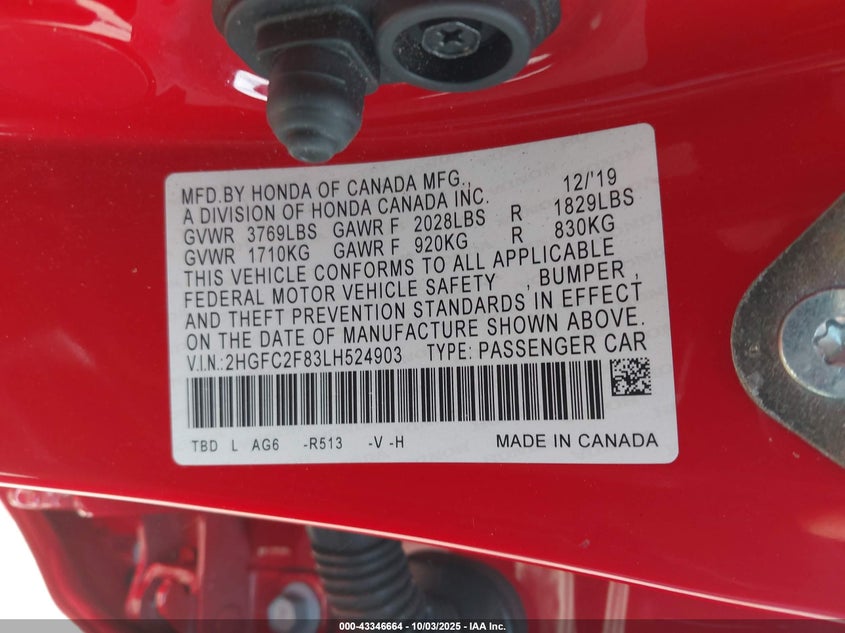 MFD.BY HONDA OF CANADA MFG., 12/'19
A DIVISION OF HONDA CANADA INC.
GVWR 3769LBS GAWR F 2028LBS R 1829LBS
GVWR 1710KG GAWR F 920KG R 830KG
THIS VEHICLE CONFORMS TO ALL APPLICABLE
FEDERAL MOTOR VEHICLE SAFETY , BUMPER ,
AND THEFT PREVENTION STANDARDS IN EFFECT
ON THE DATE OF MANUFACTURE SHOWN ABOVE.
V.I.N.:2HGFC2F83LH524903 TYPE: PASSENGER CAR
TBD L AG6 -R513 -V -H MADE IN CANADA
000-43346664 - 10/03/2025 - IAA Inc.